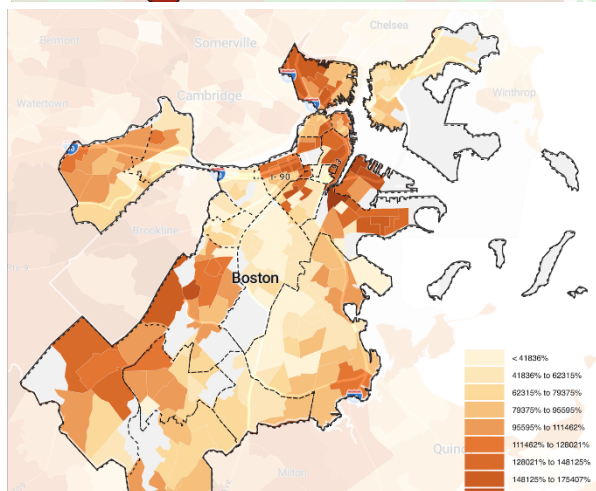 Chelsea
Belmont
Somerville
Winthrop
Cambridge
Watertown
I - 90
Brookline
Boston
< 41836%
41836% to 62315%
62315% to 79375%
79375% to 95595%
95595% to 111462%
111462% to 128021%
128021% to 148125%
148125% to 175407%
Quin
Milton